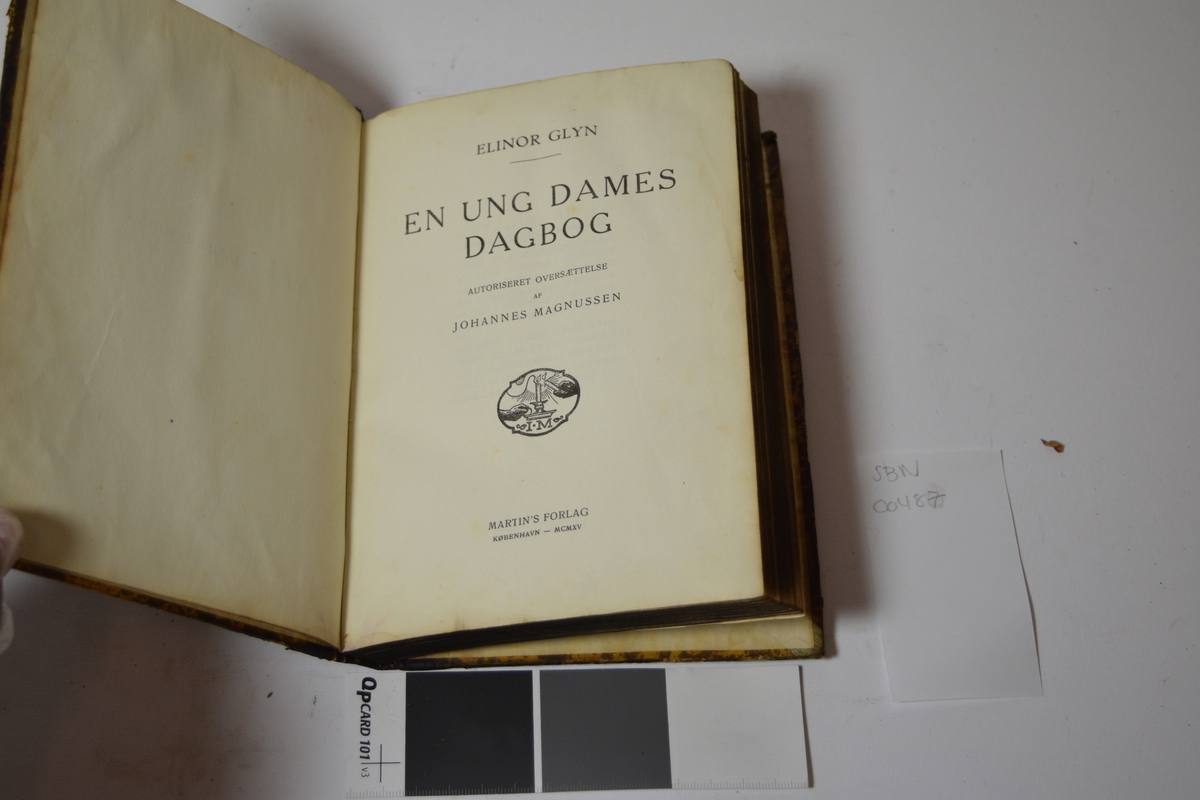 ELINOR GLYN
EN UNG DAMES
DAGBOG
AUTORISERET OVERSÆTTELSE
AF
JOHANNES MAGNUSSEN
I·M
MARTIN'S FORLAG
KØBENHAVN — MCMXV
SBN
00487
QpCARD 101 v3